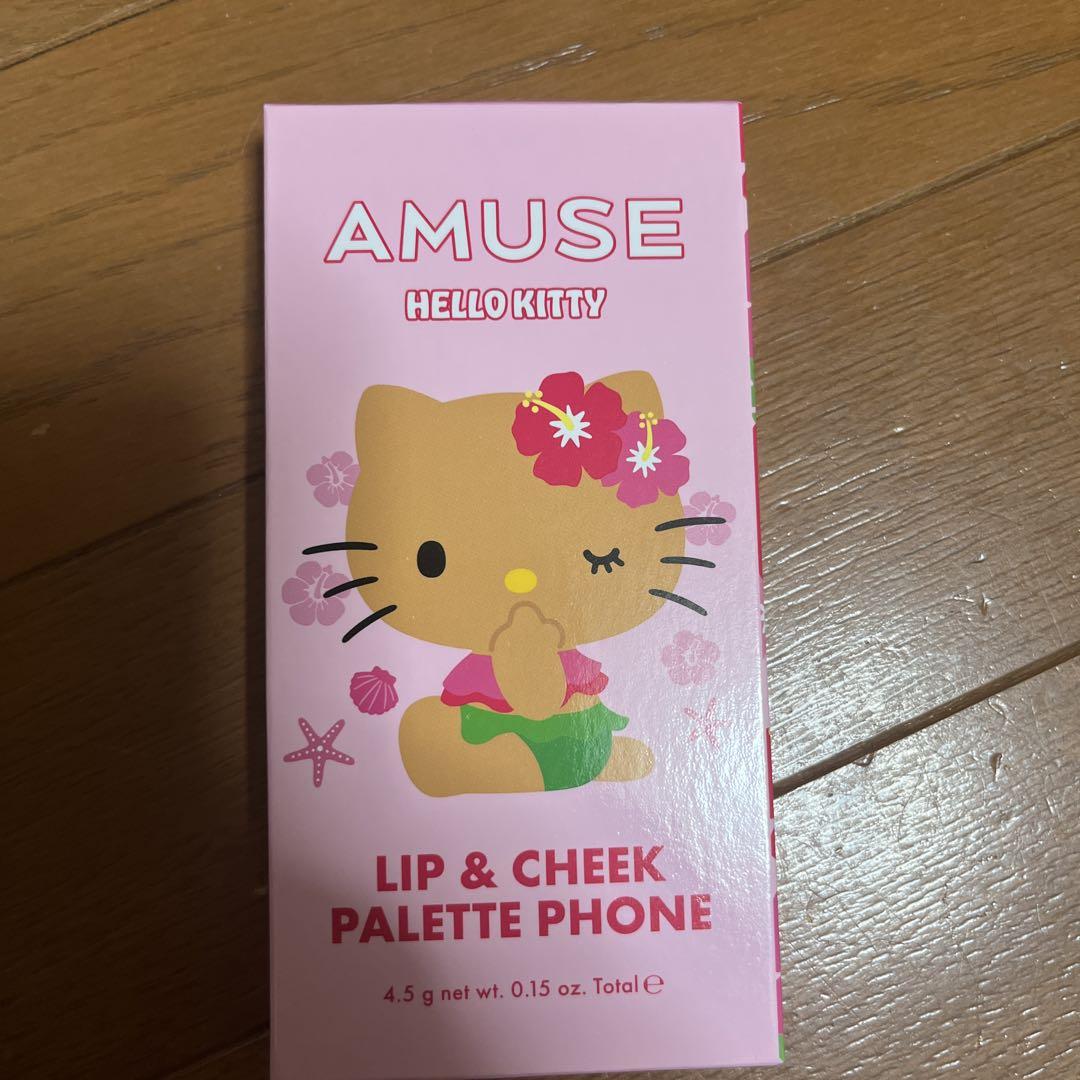 AMUSE
HELLO KITTY
LIP & CHEEK
PALETTE PHONE
4.5 g net wt. 0.15 oz. Total ℮